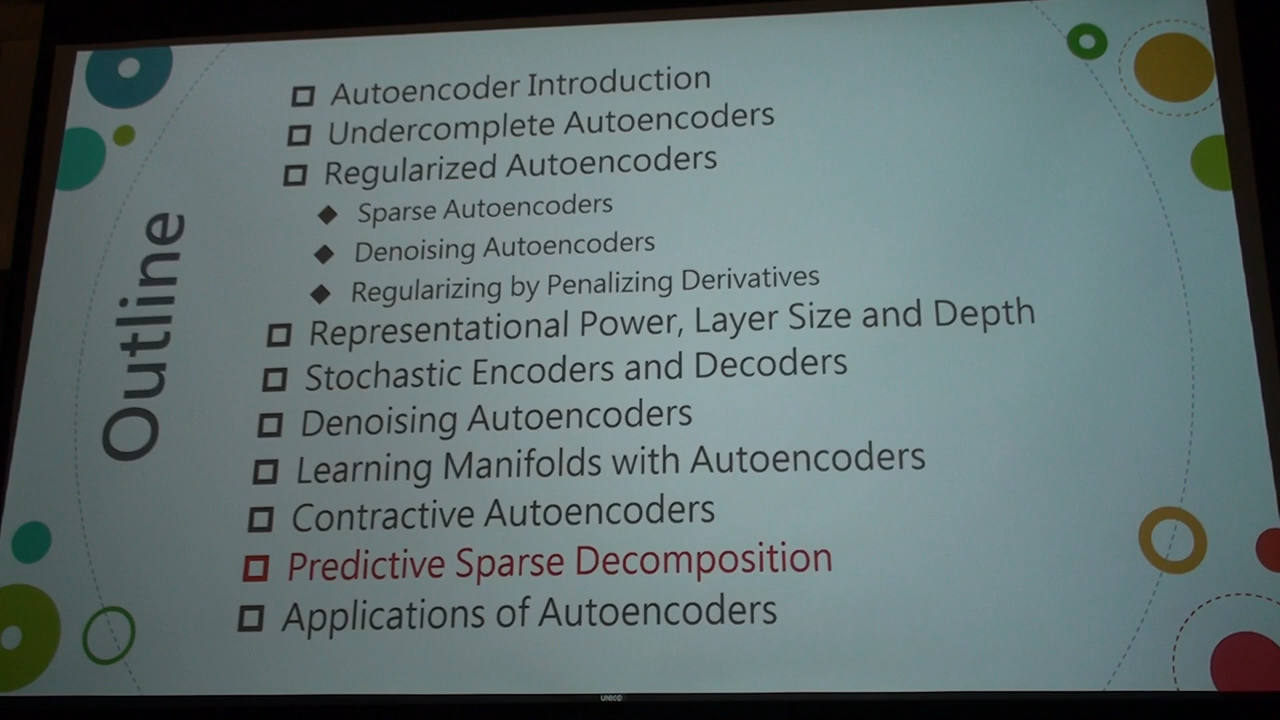 Outline
Autoencoder Introduction
Undercomplete Autoencoders
Regularized Autoencoders
Sparse Autoencoders
Denoising Autoencoders
Regularizing by Penalizing Derivatives
Representational Power, Layer Size and Depth
Stochastic Encoders and Decoders
Denoising Autoencoders
Learning Manifolds with Autoencoders
Contractive Autoencoders
Predictive Sparse Decomposition
Applications of Autoencoders